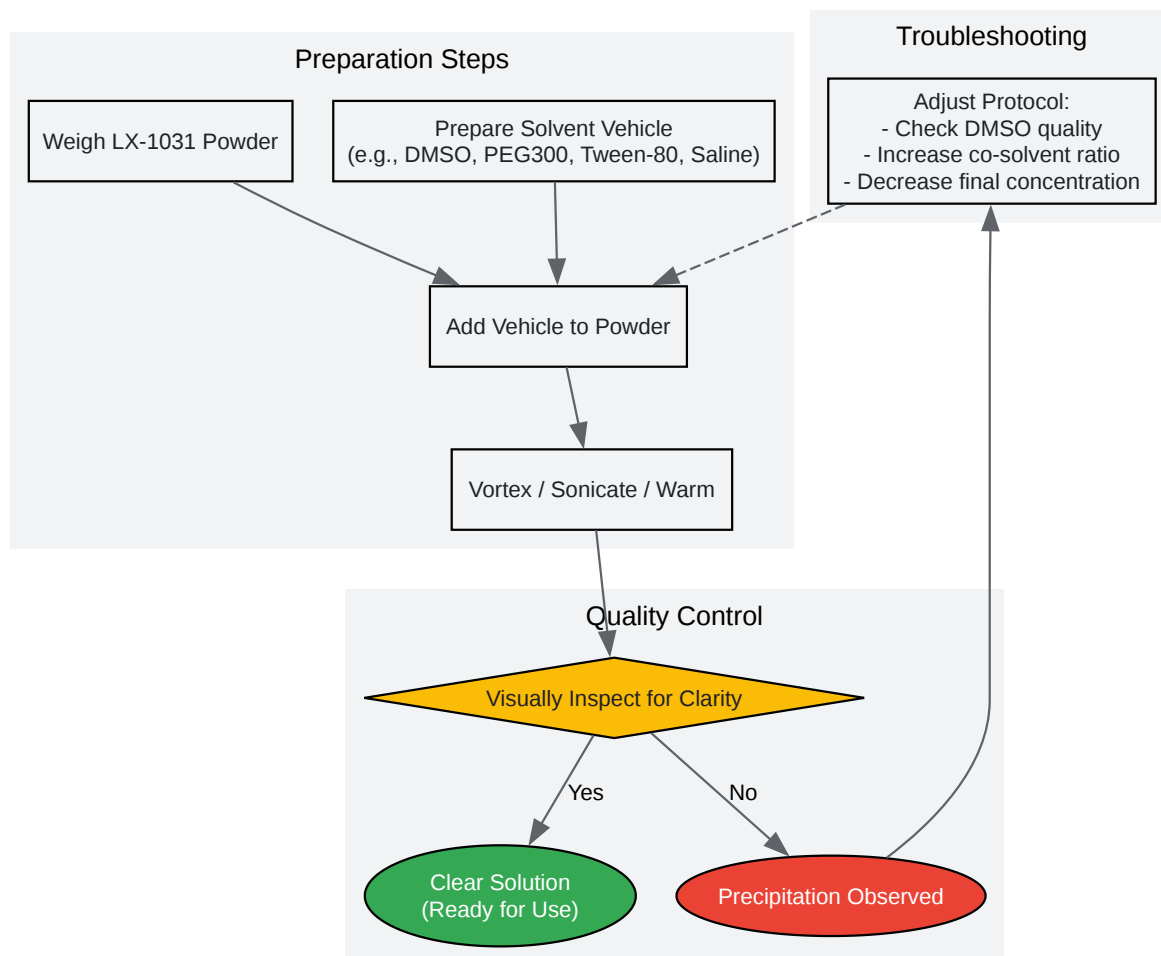 Preparation Steps
Weigh LX-1031 Powder
Prepare Solvent Vehicle
(e.g., DMSO, PEG300, Tween-80, Saline)
Troubleshooting
Adjust Protocol:
- Check DMSO quality
- Increase co-solvent ratio
- Decrease final concentration
Add Vehicle to Powder
Vortex / Sonicate / Warm
Quality Control
Visually Inspect for Clarity
Yes
No
Clear Solution
(Ready for Use)
Precipitation Observed